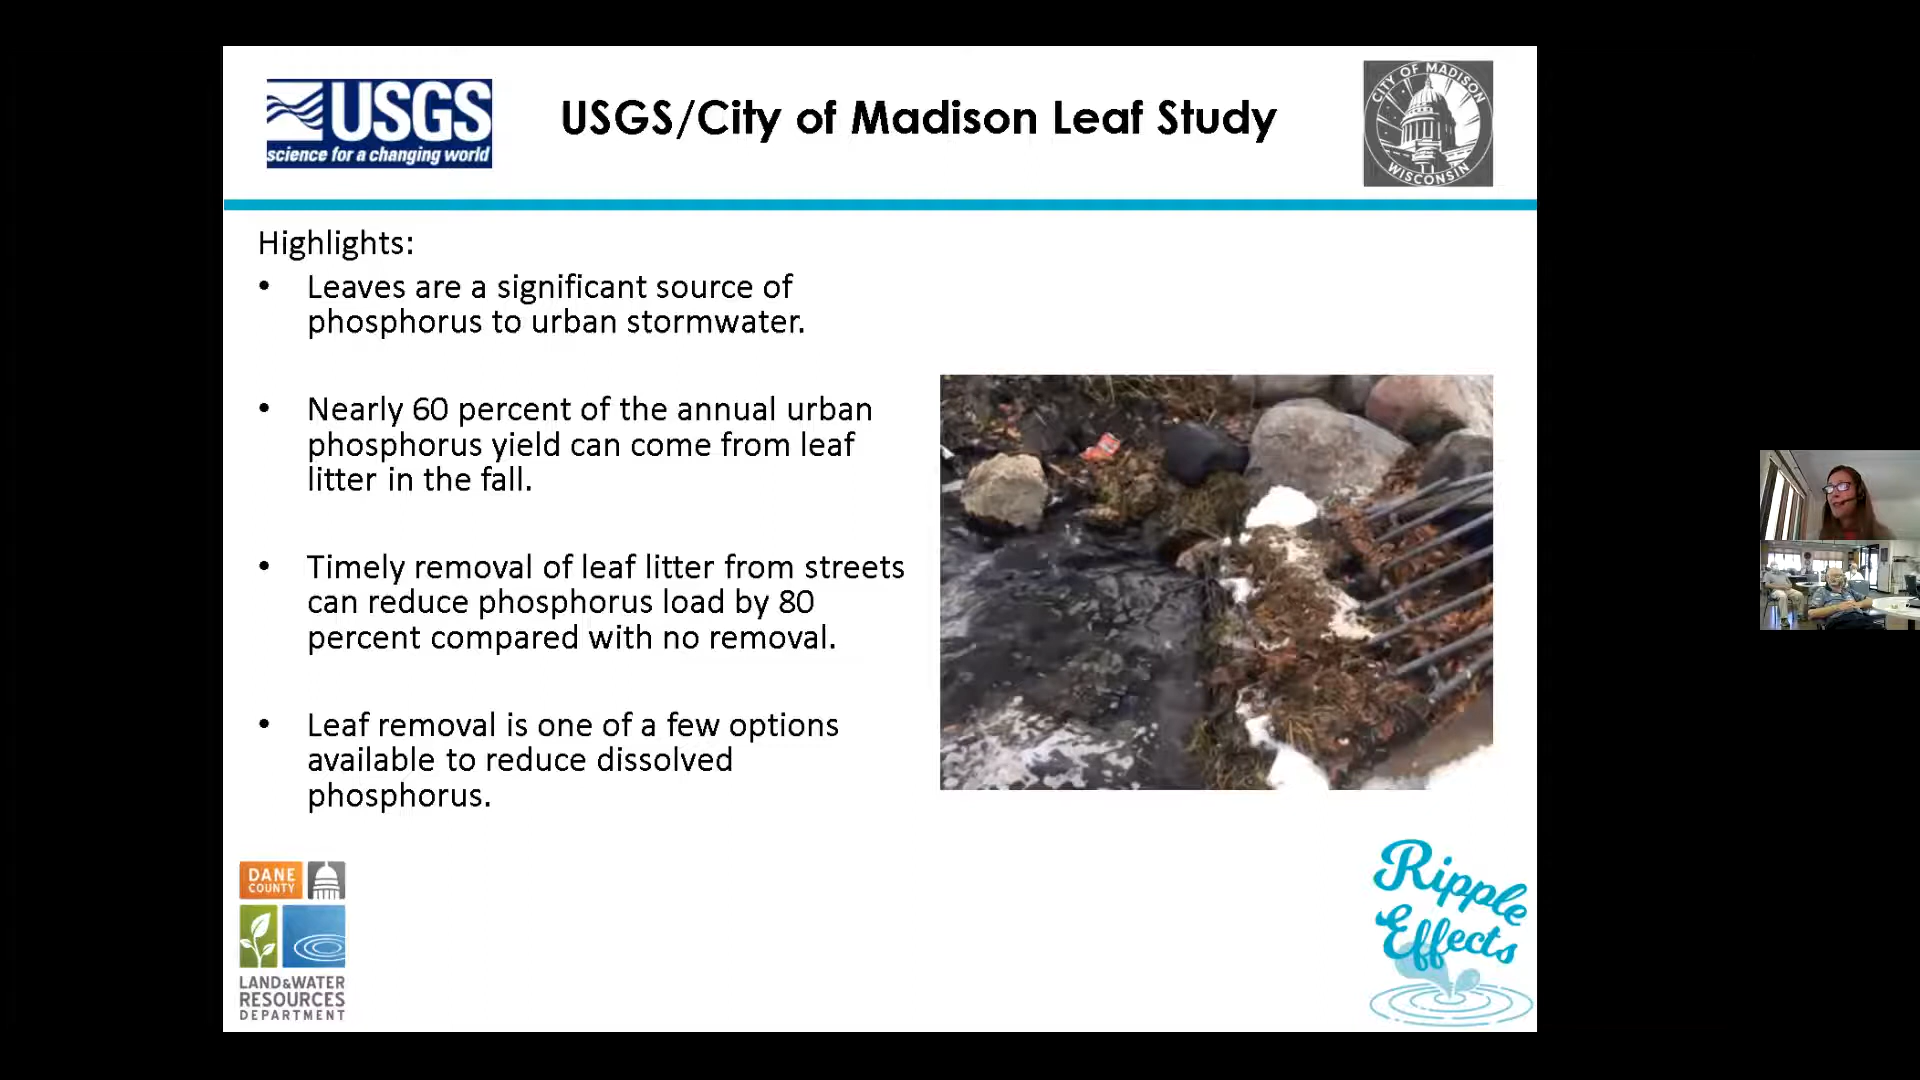 USGS
science for a changing world
USGS/City of Madison Leaf Study
CITY OF MADISON
WISCONSIN
Highlights:
• Leaves are a significant source of
phosphorus to urban stormwater.
• Nearly 60 percent of the annual urban
phosphorus yield can come from leaf
litter in the fall.
• Timely removal of leaf litter from streets
can reduce phosphorus load by 80
percent compared with no removal.
• Leaf removal is one of a few options
available to reduce dissolved
phosphorus.
DANE
COUNTY
LAND&WATER
RESOURCES
DEPARTMENT
Ripple
Effects